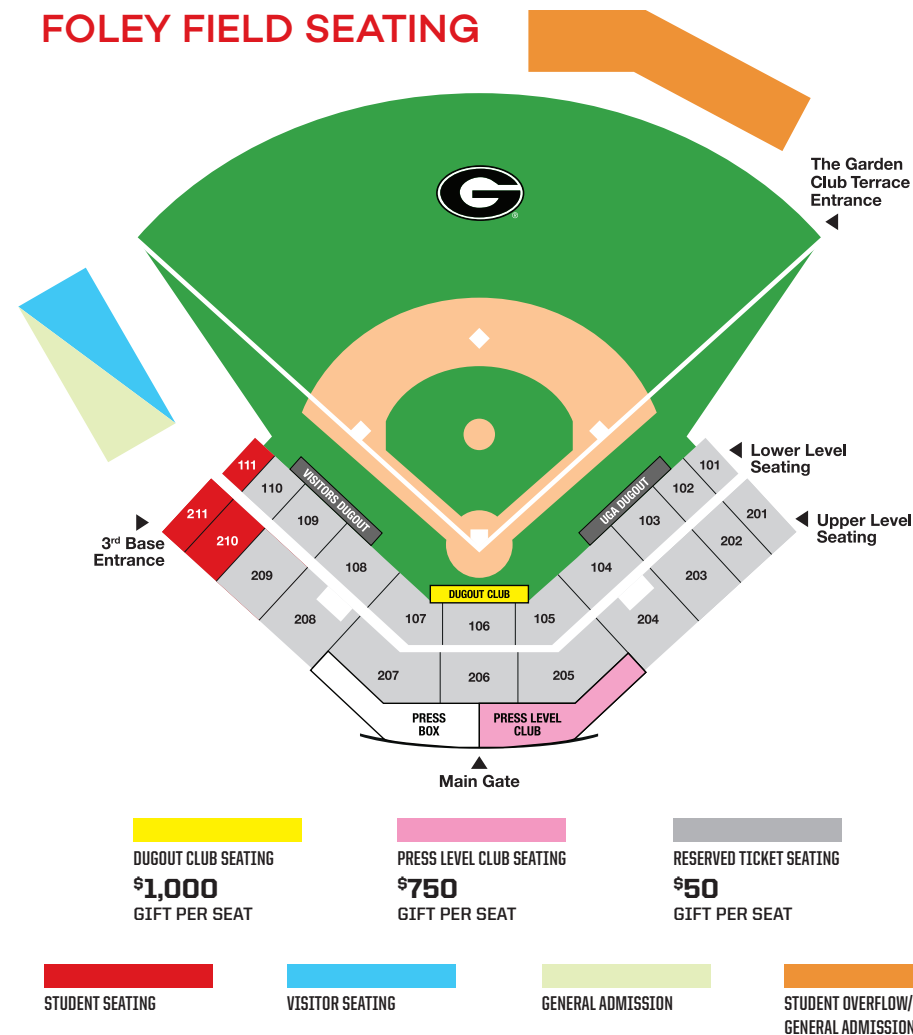 FOLEY FIELD SEATING
The Garden
Club Terrace
Entrance
G
®
Lower Level
Seating
Upper Level
Seating
3rd Base
Entrance
111
110
109
108
107
106
105
104
103
102
101
211
210
209
208
207
206
205
204
203
202
201
VISITORS DUGOUT
UGA DUGOUT
DUGOUT CLUB
PRESS
BOX
PRESS LEVEL
CLUB
Main Gate
DUGOUT CLUB SEATING
$1,000
GIFT PER SEAT
PRESS LEVEL CLUB SEATING
$750
GIFT PER SEAT
RESERVED TICKET SEATING
$50
GIFT PER SEAT
STUDENT SEATING
VISITOR SEATING
GENERAL ADMISSION
STUDENT OVERFLOW/
GENERAL ADMISSION